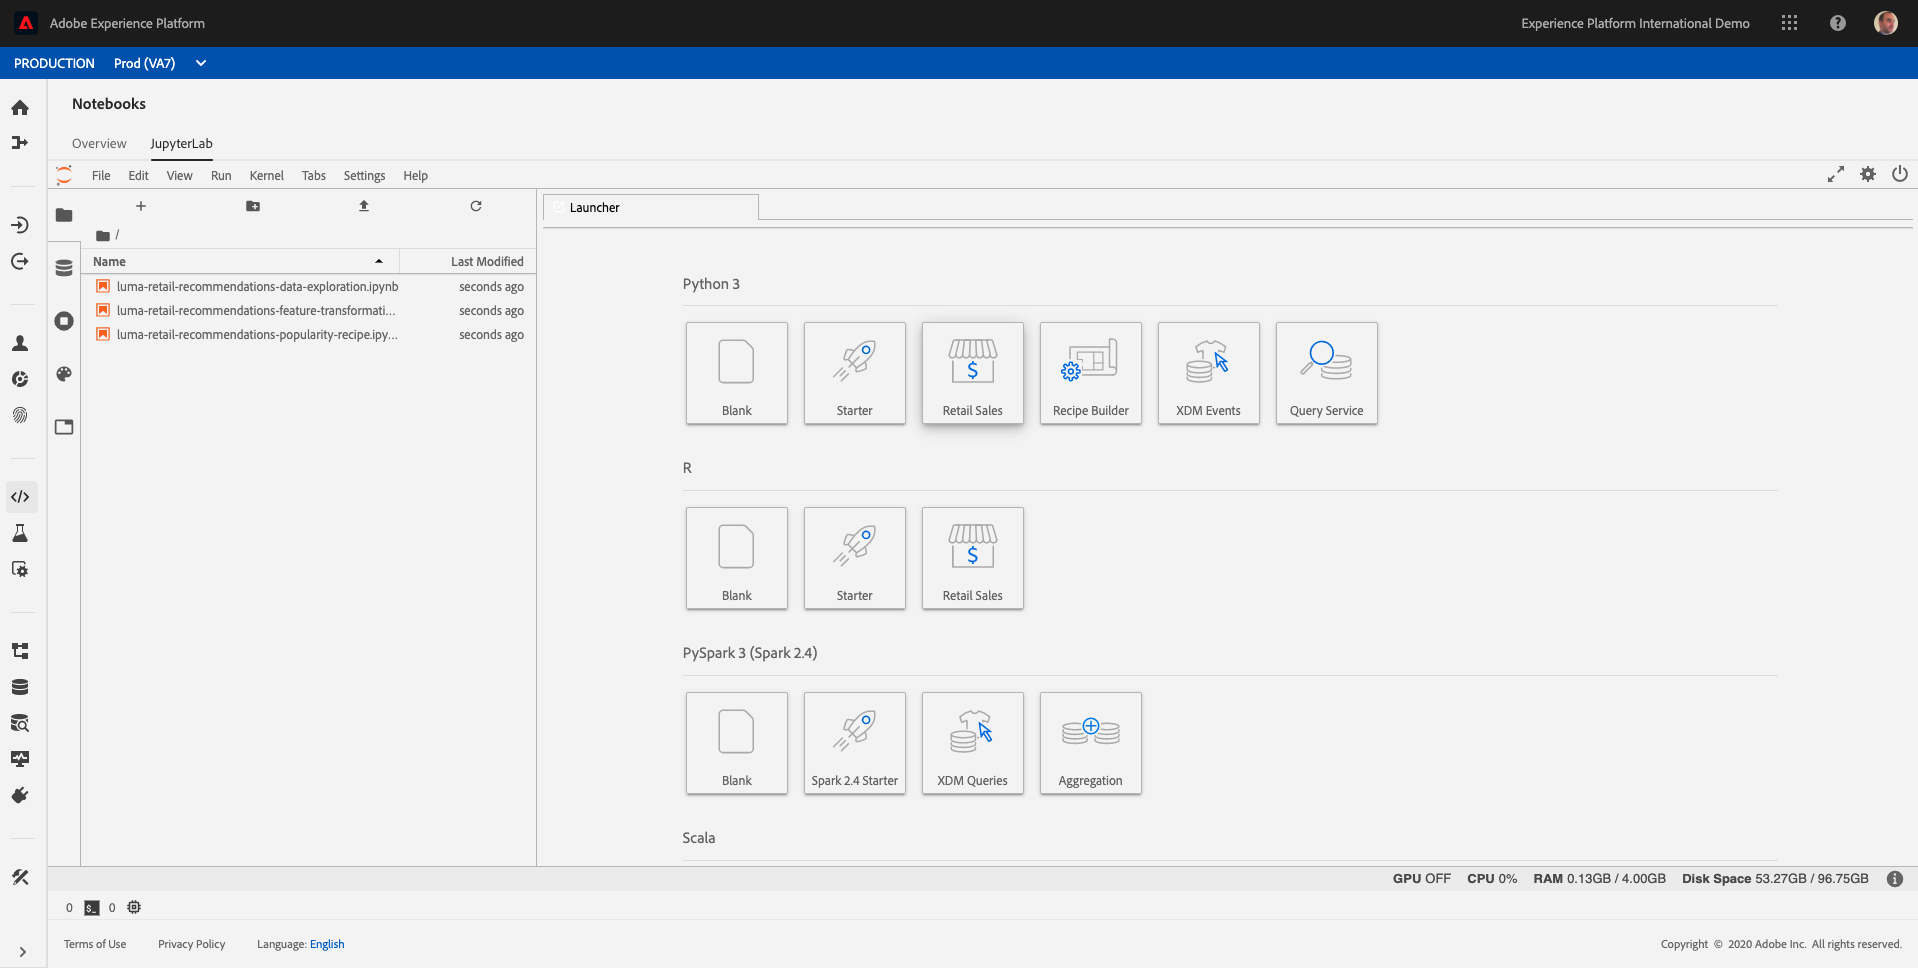 Adobe Experience Platform
Experience Platform International Demo
PRODUCTION Prod (VA7)
Notebooks
Overview JupyterLab
File Edit View Run Kernel Tabs Settings Help
Launcher
/
Name Last Modified
luma-retail-recommendations-data-exploration.ipynb seconds ago
luma-retail-recommendations-feature-transformati... seconds ago
luma-retail-recommendations-popularity-recipe.ipy... seconds ago
Python 3
Blank Starter Retail Sales Recipe Builder XDM Events Query Service
R
Blank Starter Retail Sales
PySpark 3 (Spark 2.4)
Blank Spark 2.4 Starter XDM Queries Aggregation
Scala
GPU OFF CPU 0% RAM 0.13GB / 4.00GB Disk Space 53.27GB / 96.75GB
0 $_ 0
Terms of Use Privacy Policy Language: English
Copyright © 2020 Adobe Inc. All rights reserved.